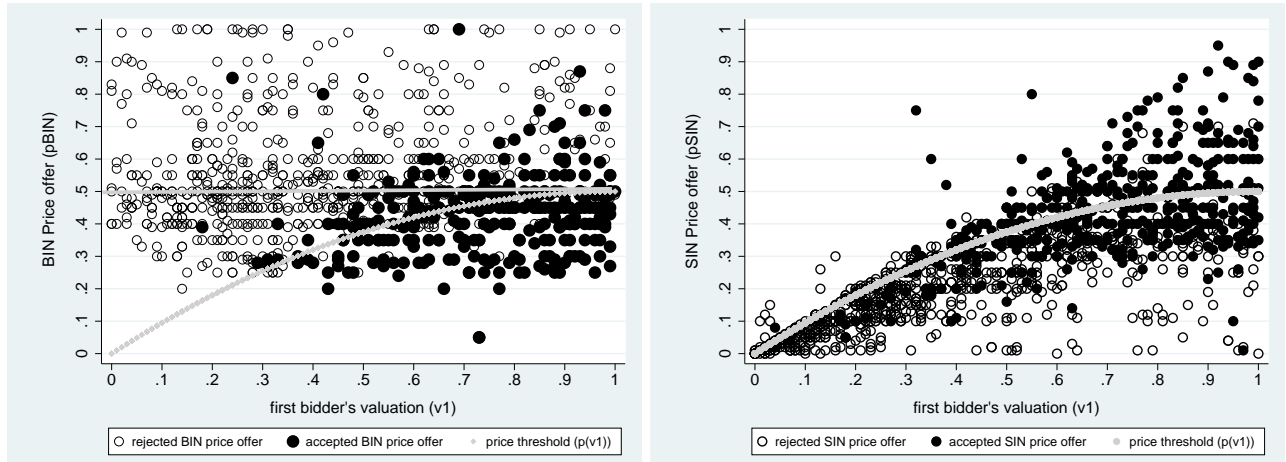 BIN Price offer (pBIN)
1
.9
.8
.7
.6
.5
.4
.3
.2
.1
0
0 .1 .2 .3 .4 .5 .6 .7 .8 .9 1
first bidder's valuation (v1)
rejected BIN price offer accepted BIN price offer price threshold (p(v1))
SIN Price offer (pSIN)
1
.9
.8
.7
.6
.5
.4
.3
.2
.1
0
0 .1 .2 .3 .4 .5 .6 .7 .8 .9 1
first bidder's valuation (v1)
rejected SIN price offer accepted SIN price offer price threshold (p(v1))